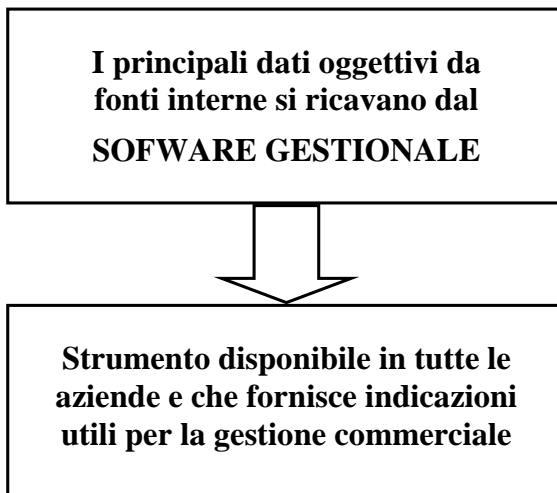 I principali dati oggettivi da
fonti interne si ricavano dal
SOFWARE GESTIONALE
Strumento disponibile in tutte le
aziende e che fornisce indicazioni
utili per la gestione commerciale